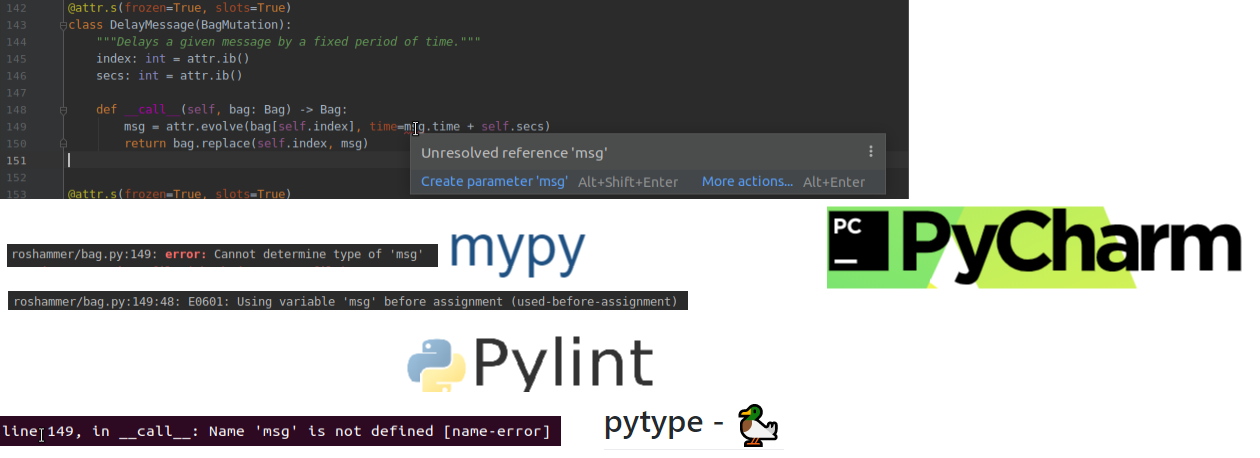 142 @attr.s(frozen=True, slots=True)
143 class DelayMessage(BagMutation):
144 """Delays a given message by a fixed period of time."""
145 index: int = attr.ib()
146 secs: int = attr.ib()
147
148 def __call__(self, bag: Bag) -> Bag:
149 msg = attr.evolve(bag[self.index], time=msg.time + self.secs)
150 return bag.replace(self.index, msg)
151
152
153 @attr.s(frozen=True, slots=True)
Unresolved reference 'msg'
Create parameter 'msg' Alt+Shift+Enter More actions... Alt+Enter
PC PyCharm
roshammer/bag.py:149: error: Cannot determine type of 'msg'
mypy
roshammer/bag.py:149:48: E0601: Using variable 'msg' before assignment (used-before-assignment)
Pylint
line 149, in __call__: Name 'msg' is not defined [name-error]
pytype -